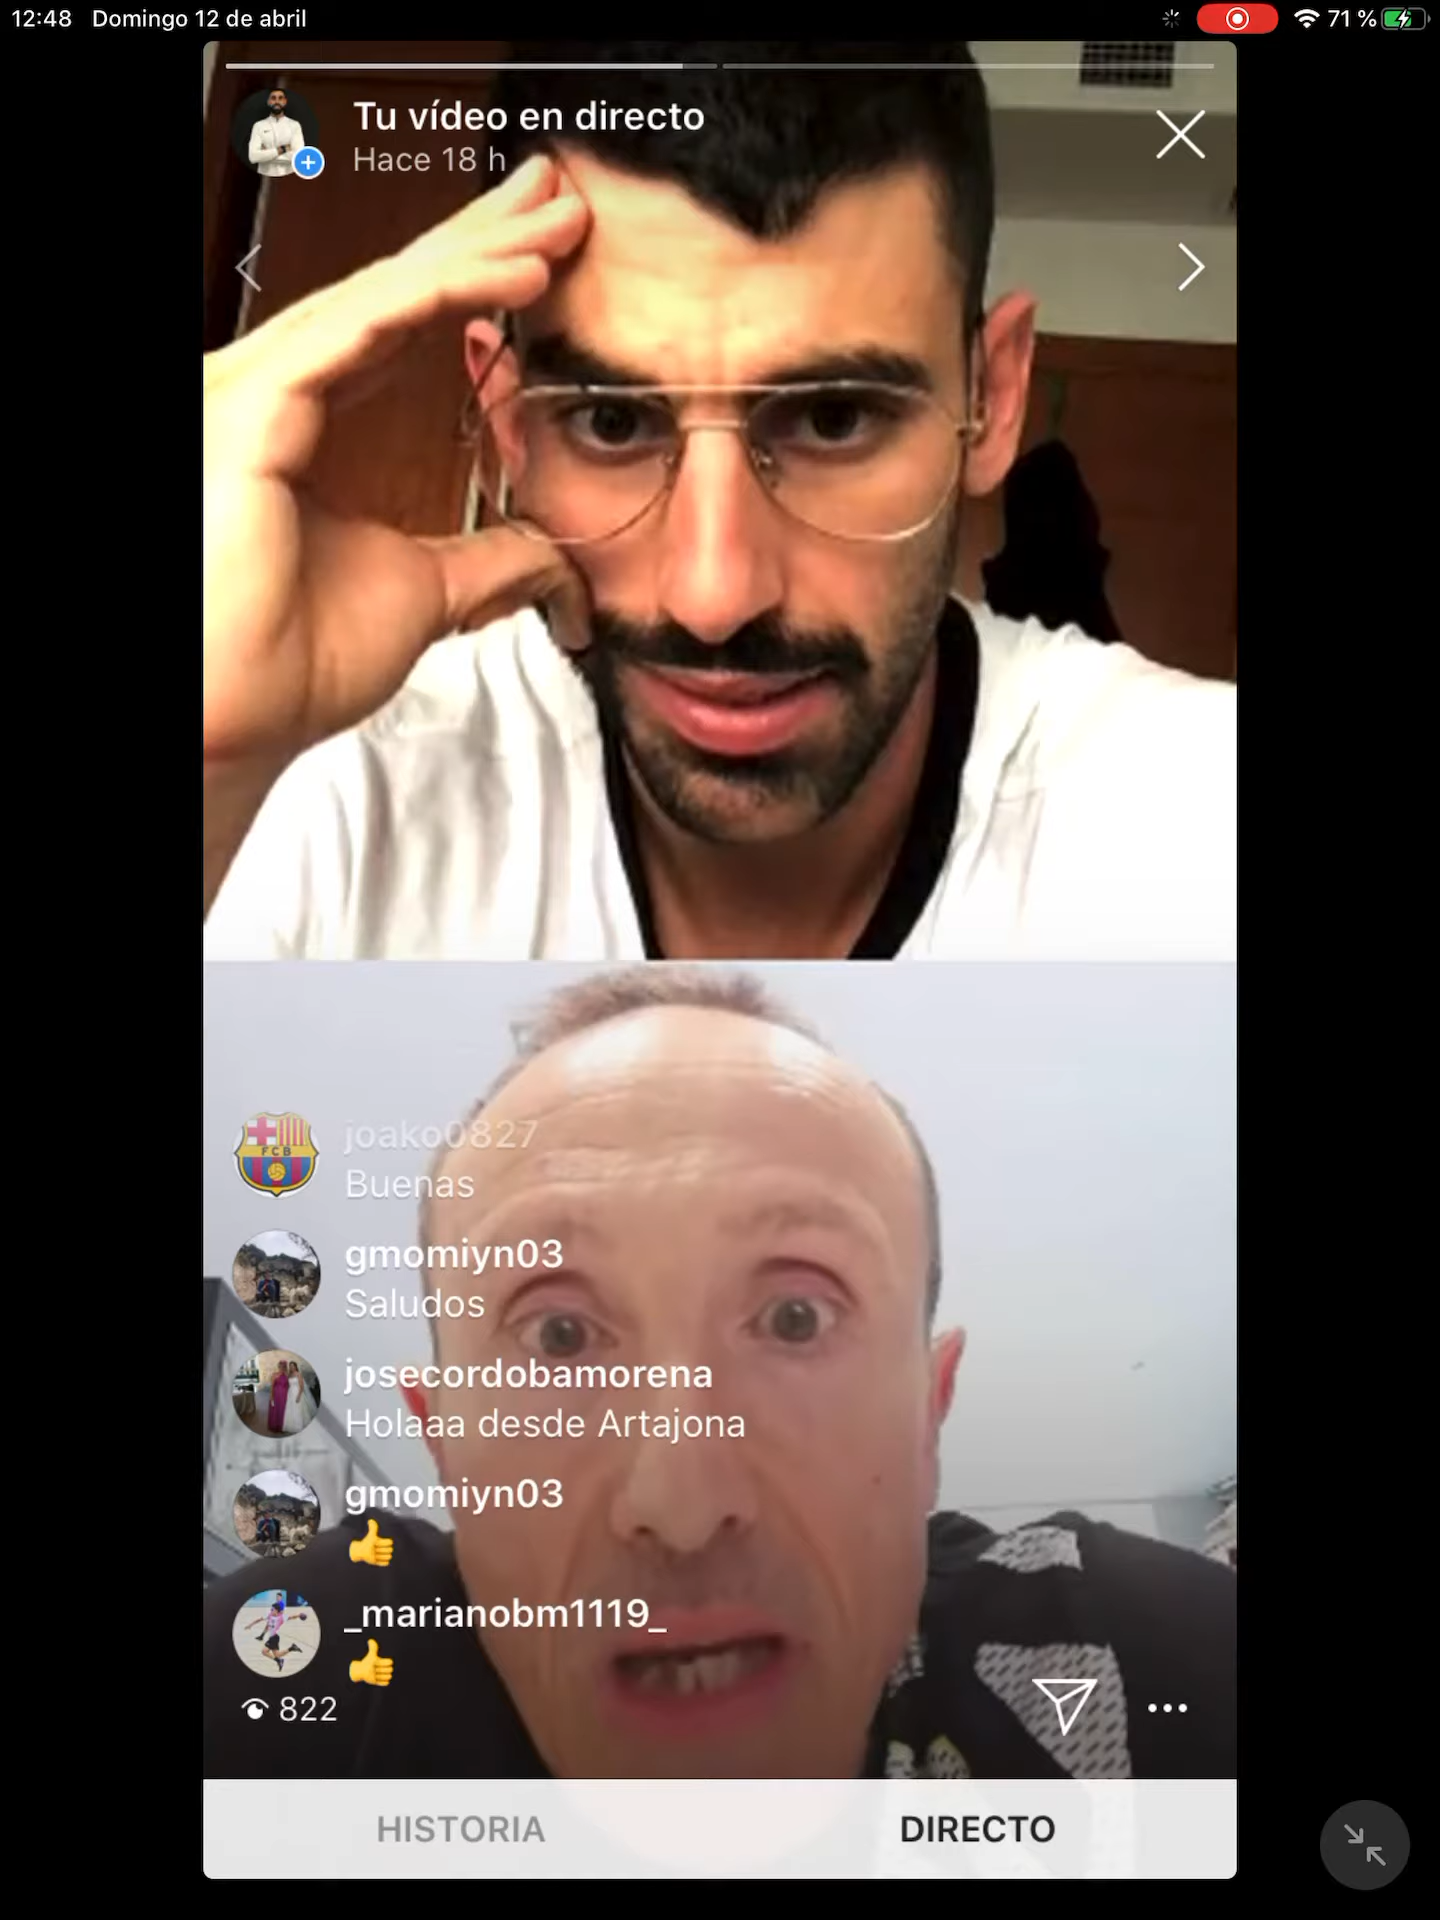 12:48 Domingo 12 de abril
71 %
Tu vídeo en directo
Hace 18 h
joako0827
FCB
Buenas
gmomiyn03
Saludos
josecordobamorena
Holaaa desde Artajona
gmomiyn03
_marianobm1119_
822
HISTORIA
DIRECTO